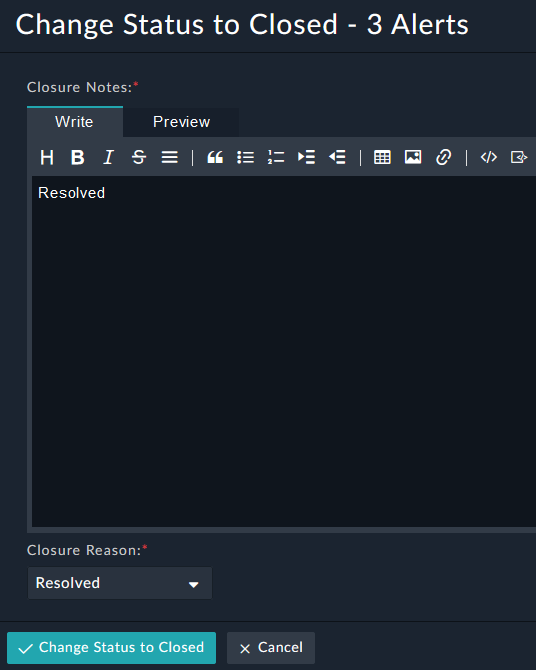 Change Status to Closed - 3 Alerts
Closure Notes:*
Write Preview
H B I S
Resolved
Closure Reason:*
Resolved
Change Status to Closed Cancel